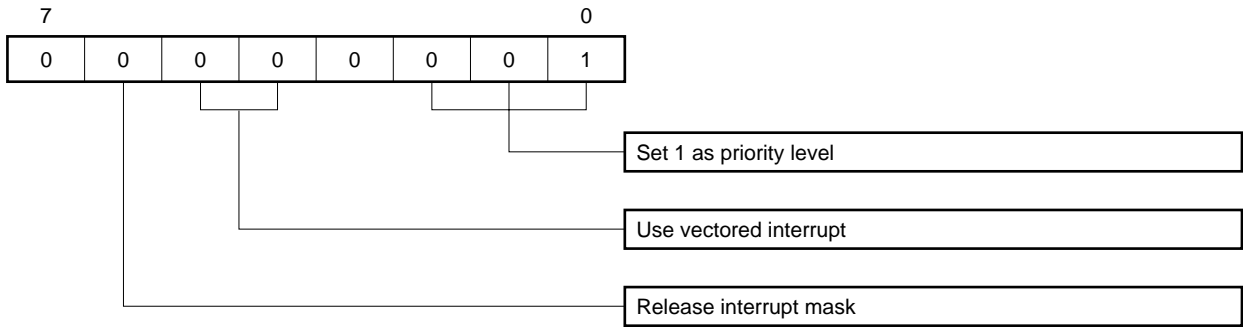 7 0
0 0 0 0 0 0 0 1
Set 1 as priority level
Use vectored interrupt
Release interrupt mask